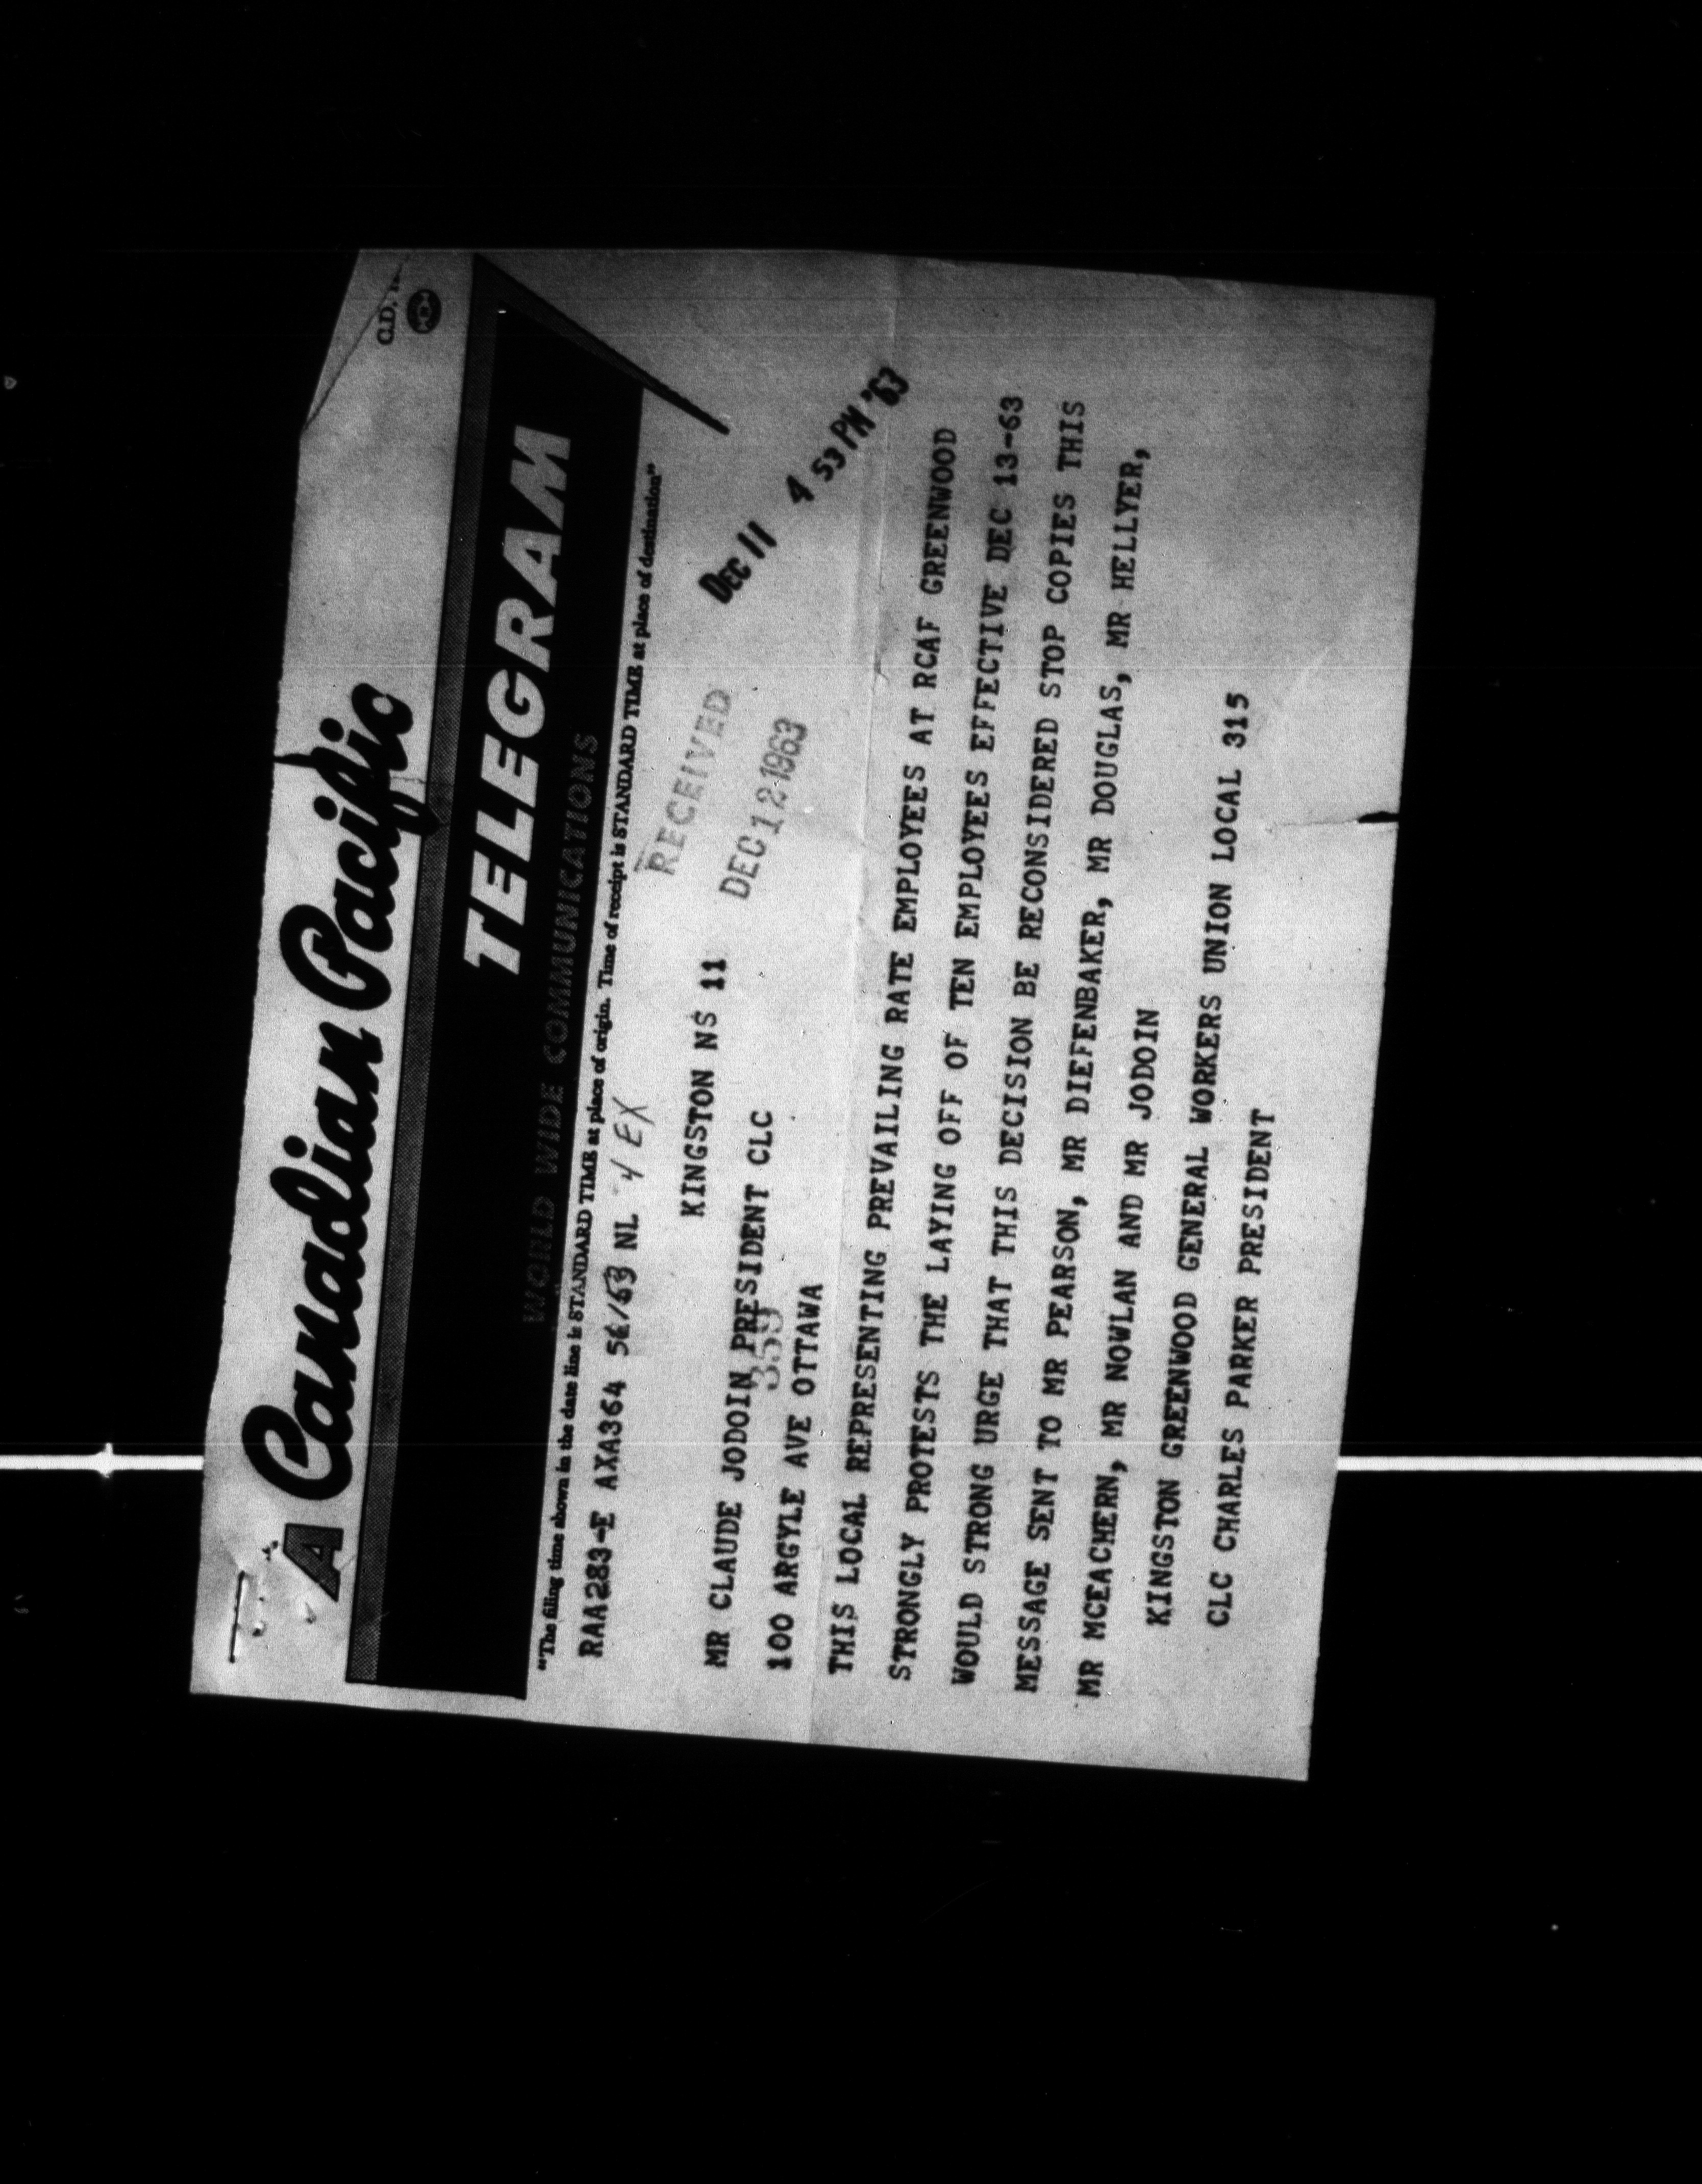 A Canadian Pacific
C.D.
TELEGRAM
WORLD WIDE COMMUNICATIONS
"The filing time shown in the date line is STANDARD TIME at place of origin. Time of receipt is STANDARD TIME at place of destination"
RAA283-E AXA364 NL 4 EX
RECEIVED
DEC 12 1963
DEC 11 4 53 PM '63
KINGSTON NS 11
MR CLAUDE JODOIN PRESIDENT CLC
359
100 ARGYLE AVE OTTAWA
THIS LOCAL REPRESENTING PREVAILING RATE EMPLOYEES AT RCAF GREENWOOD
STRONGLY PROTESTS THE LAYING OFF OF TEN EMPLOYEES EFFECTIVE DEC 13-63
WOULD STRONG URGE THAT THIS DECISION BE RECONSIDERED STOP COPIES THIS
MESSAGE SENT TO MR PEARSON, MR DIEFENBAKER, MR DOUGLAS, MR HELLYER,
MR MCEACHERN, MR NOWLAN AND MR JODOIN
KINGSTON GREENWOOD GENERAL WORKERS UNION LOCAL 315
CLC CHARLES PARKER PRESIDENT